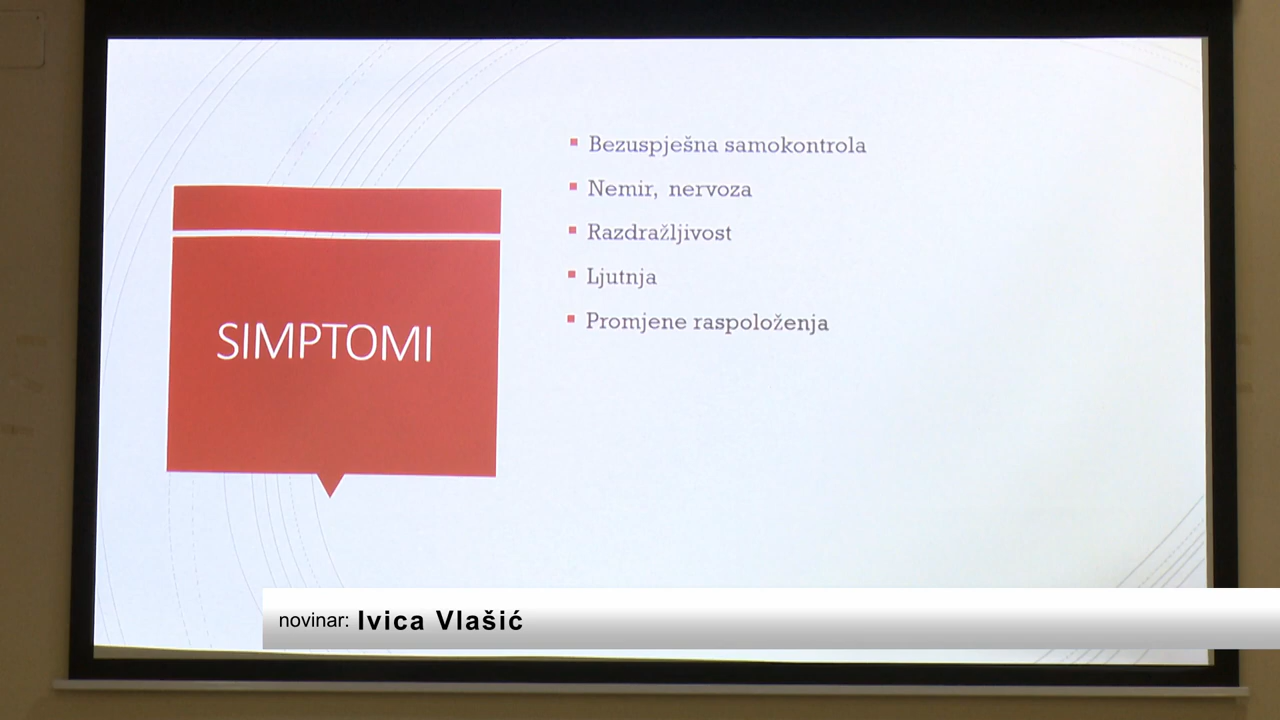 SIMPTOMI
Bezuspješna samokontrola
Nemir, nervoza
Razdražljivost
Ljutnja
Promjene raspoloženja
novinar: Ivica Vlašić